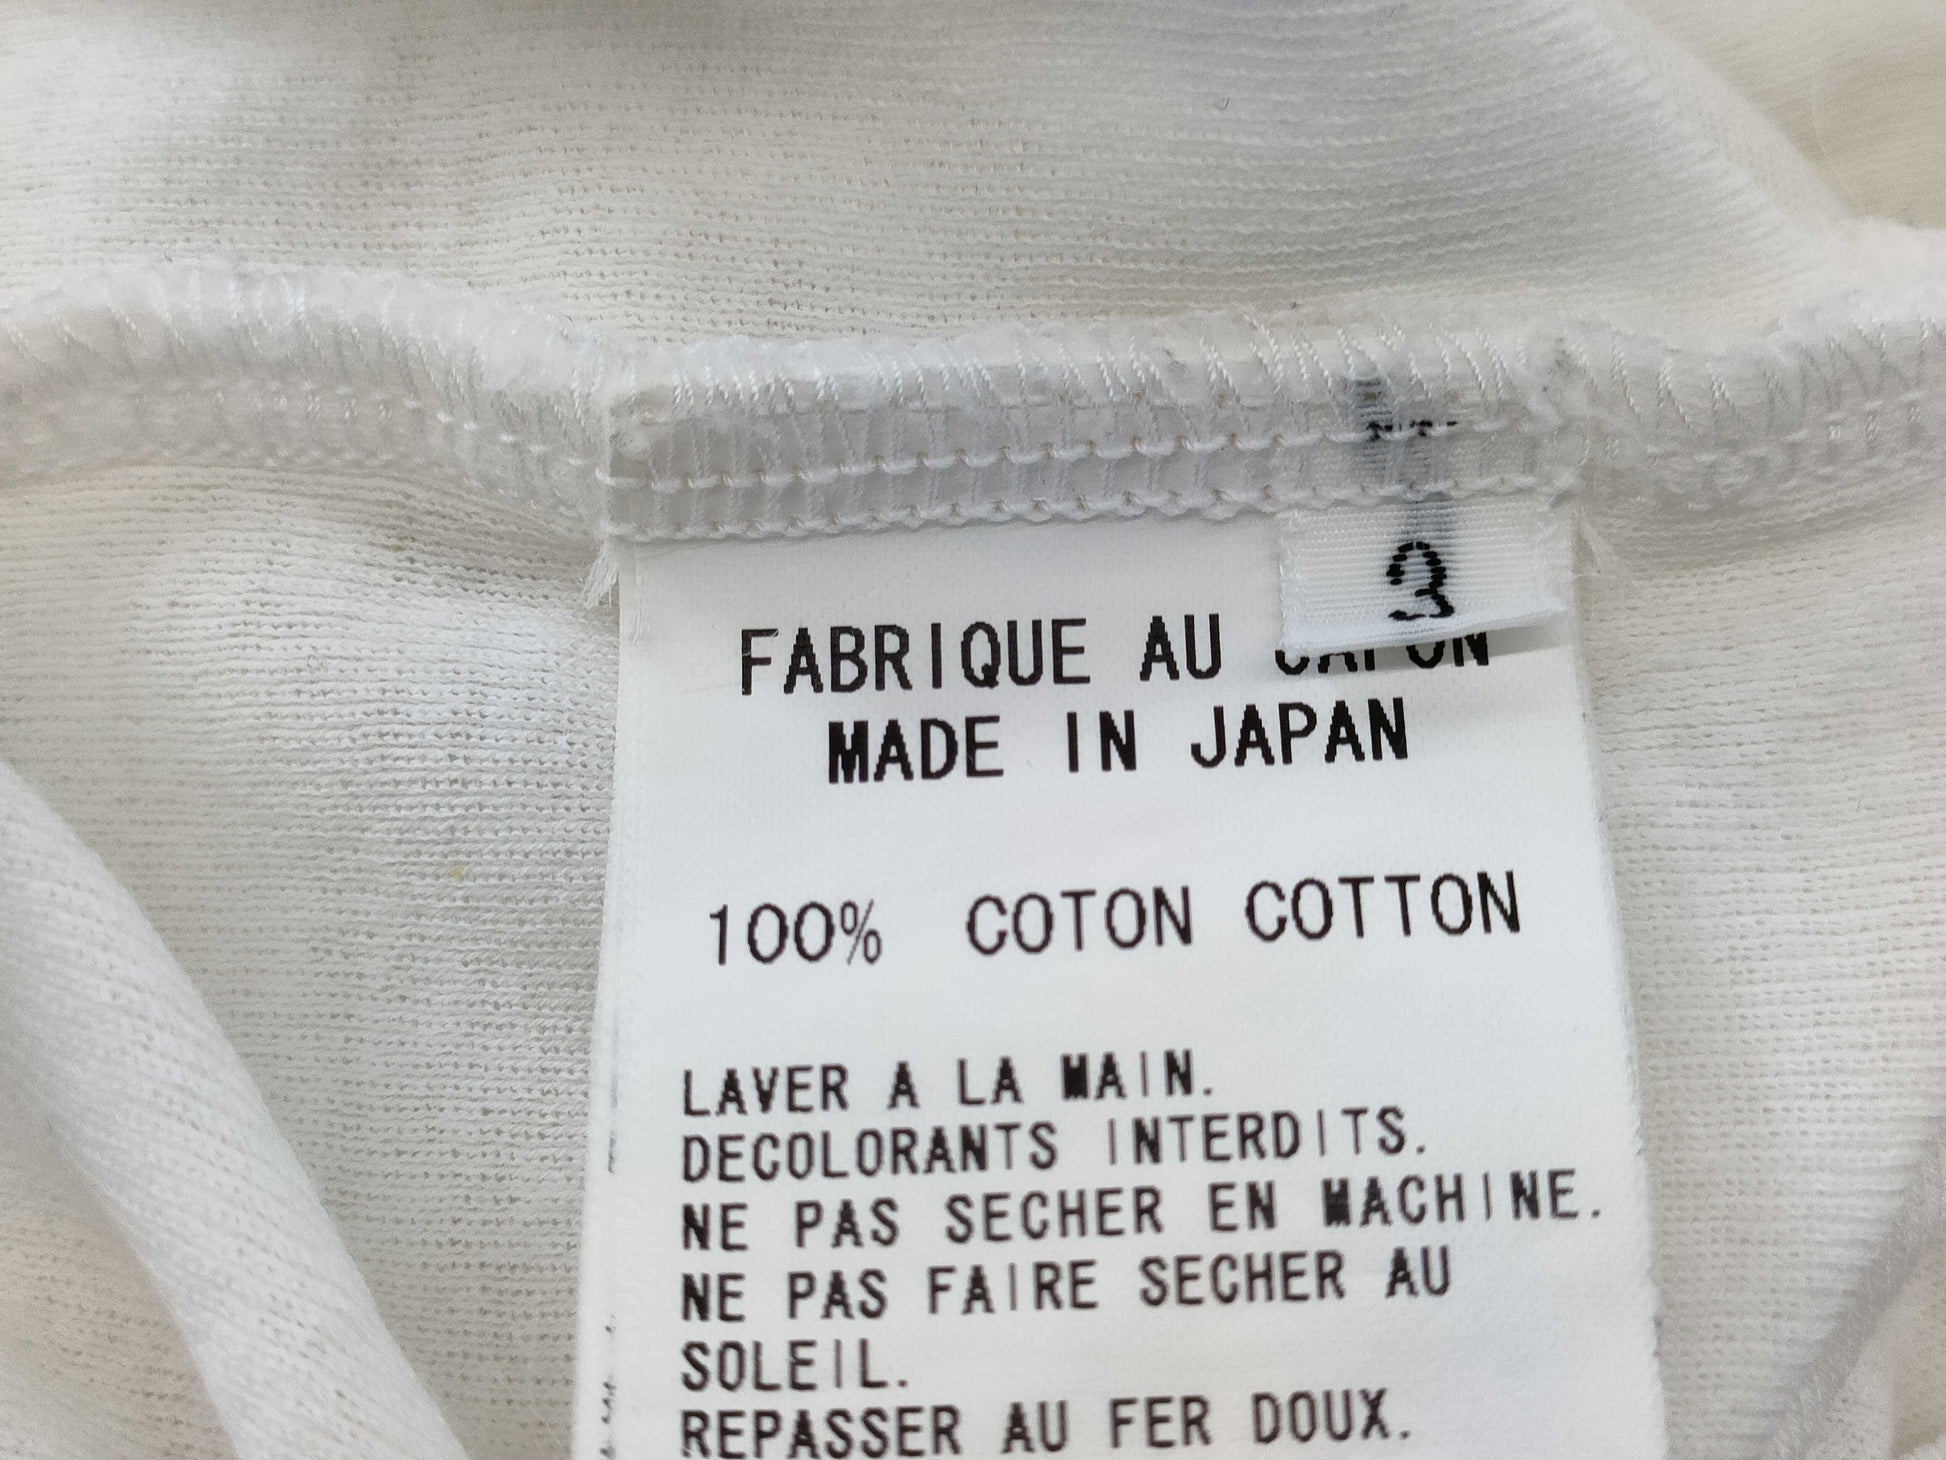 3
FABRIQUE AU JAPON
MADE IN JAPAN
100% COTON COTTON
LAVER A LA MAIN.
DECOLORANTS INTERDITS.
NE PAS SECHER EN MACHINE.
NE PAS FAIRE SECHER AU
SOLEIL.
REPASSER AU FER DOUX.